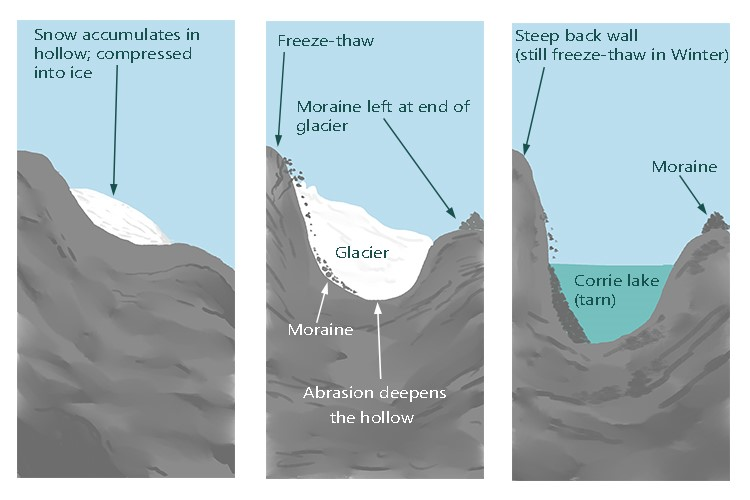 Snow accumulates in
hollow; compressed
into ice
Freeze-thaw
Moraine left at end of
glacier
Glacier
Moraine
Abrasion deepens
the hollow
Steep back wall
(still freeze-thaw in Winter)
Moraine
Corrie lake
(tarn)